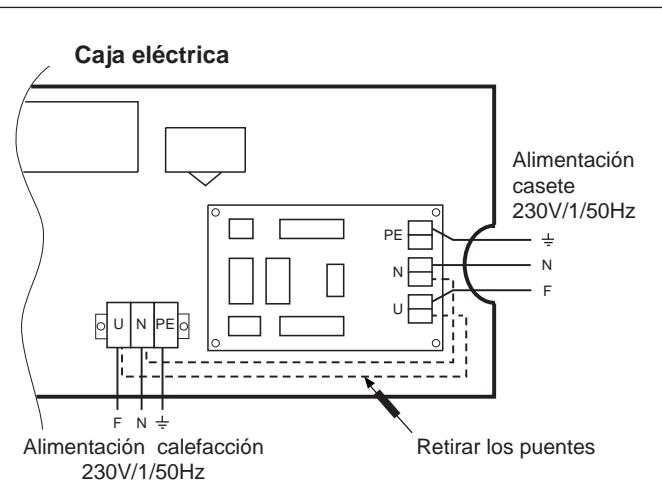 Caja eléctrica
Alimentación
casete
230V/1/50Hz
PE
N
N
F
U
U N PE
F N
Alimentación calefacción
230V/1/50Hz
Retirar los puentes